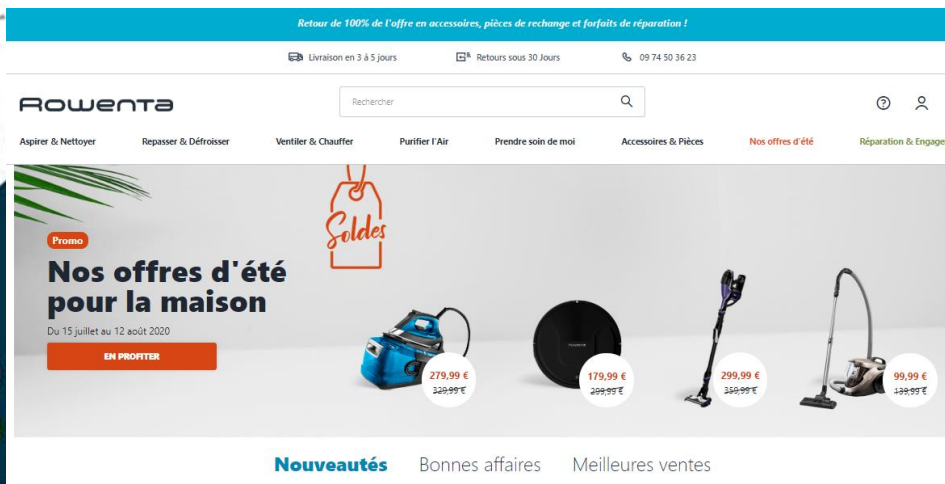 Retour de 100% de l'offre en accessoires, pièces de rechange et forfaits de réparation !
Livraison en 3 à 5 jours
Retours sous 30 Jours
09 74 50 36 23
Rowenta
Rechercher
Aspirer & Nettoyer
Repasser & Défroisser
Ventiler & Chauffer
Purifier l'Air
Prendre soin de moi
Accessoires & Pièces
Nos offres d'été
Réparation & Engage
Soldes
Promo
Nos offres d'été
pour la maison
Du 15 juillet au 12 août 2020
EN PROFITER
279,99 €
329,99 €
179,99 €
299,99 €
299,99 €
359,99 €
99,99 €
139,99 €
Nouveautés
Bonnes affaires
Meilleures ventes